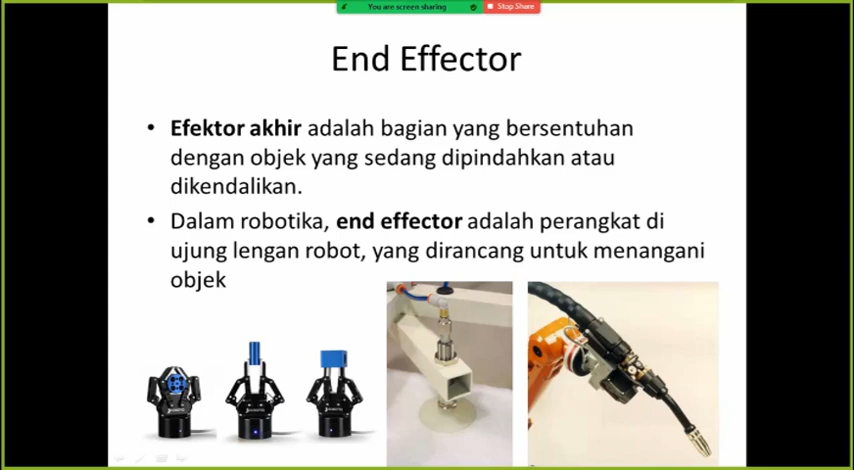 You are screen sharing
Stop Share
End Effector
• Efektor akhir adalah bagian yang bersentuhan
dengan objek yang sedang dipindahkan atau
dikendalikan.
• Dalam robotika, end effector adalah perangkat di
ujung lengan robot, yang dirancang untuk menangani
objek